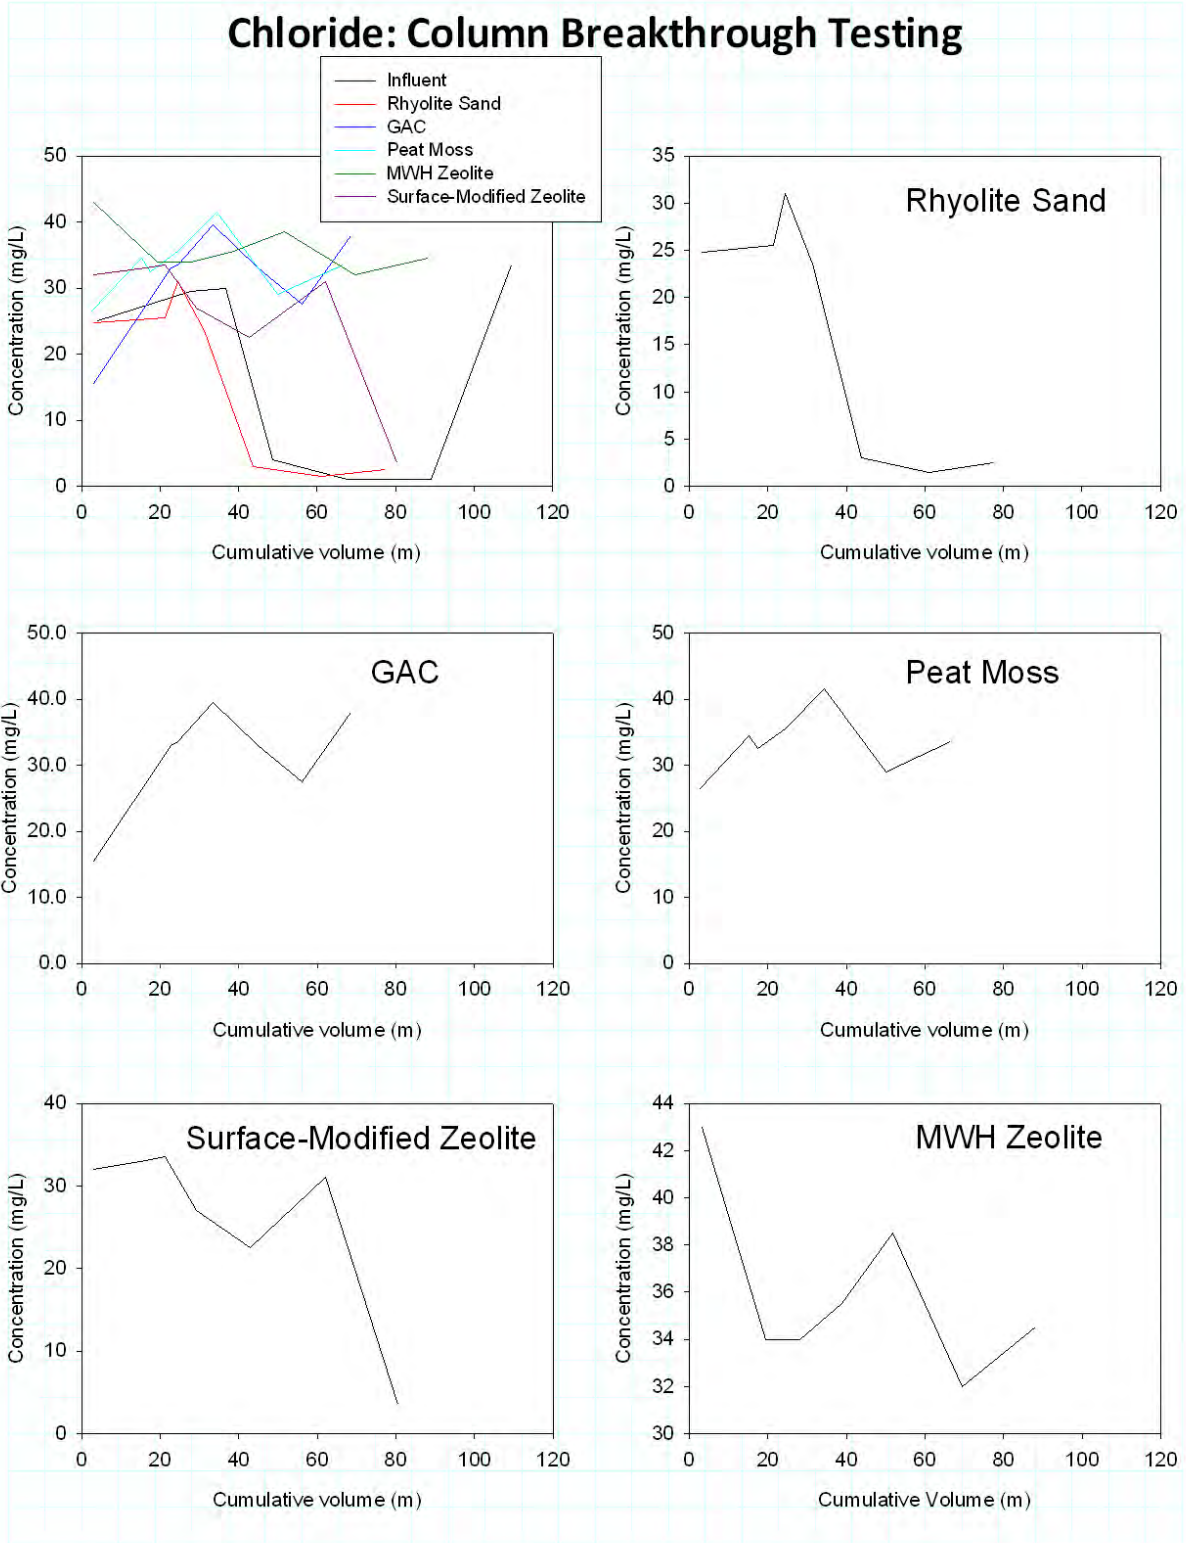 Chloride: Column Breakthrough Testing
Influent
Rhyolite Sand
GAC
Peat Moss
MWH Zeolite
Surface-Modified Zeolite
50
40
30
20
10
0
Concentration (mg/L)
0 20 40 60 80 100 120
Cumulative volume (m)
Rhyolite Sand
35
30
25
20
15
10
5
0
Concentration (mg/L)
0 20 40 60 80 100 120
Cumulative volume (m)
GAC
50.0
40.0
30.0
20.0
10.0
0.0
Concentration (mg/L)
0 20 40 60 80 100 120
Cumulative volume (m)
Peat Moss
50
40
30
20
10
0
Concentration (mg/L)
0 20 40 60 80 100 120
Cumulative volume (m)
Surface-Modified Zeolite
40
30
20
10
0
Concentration (mg/L)
0 20 40 60 80 100 120
Cumulative volume (m)
MWH Zeolite
44
42
40
38
36
34
32
30
Concentration (mg/L)
0 20 40 60 80 100 120
Cumulative Volume (m)